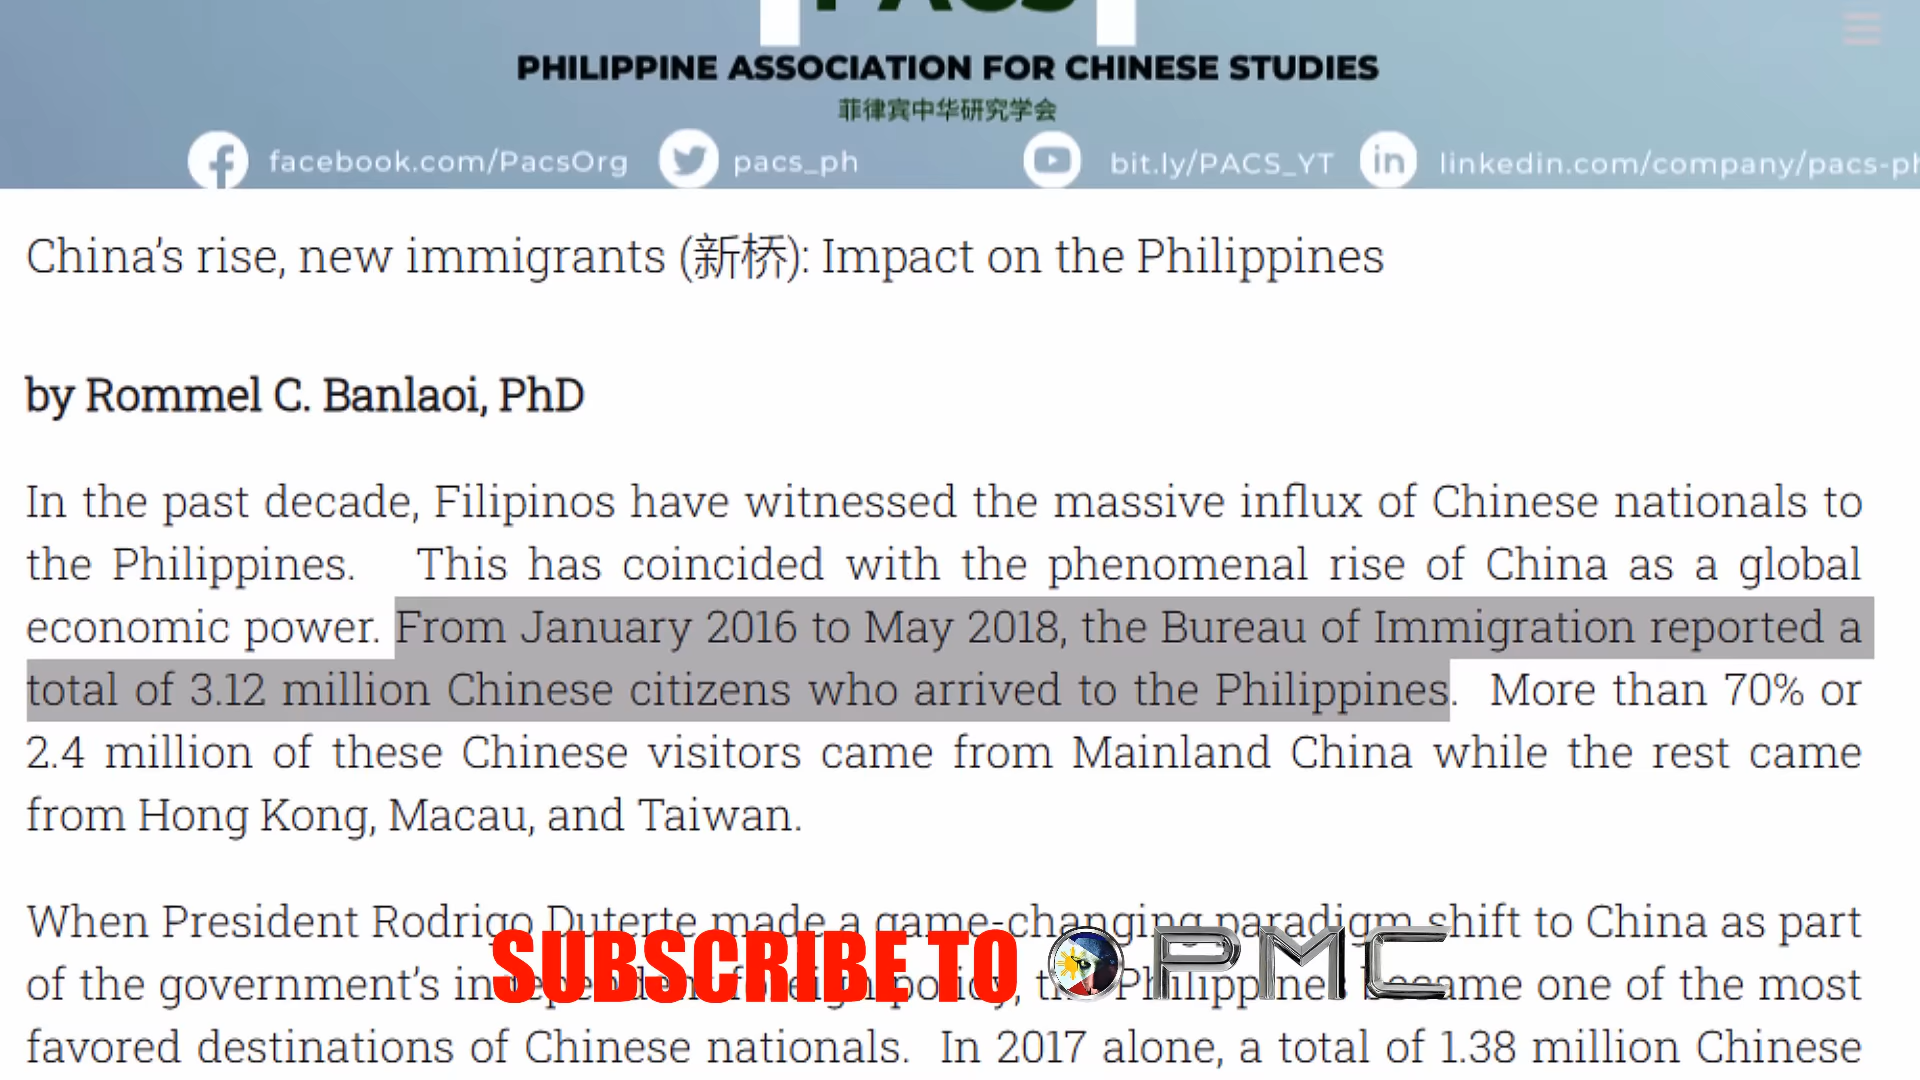 PACS
PHILIPPINE ASSOCIATION FOR CHINESE STUDIES
菲律宾中华研究学会
facebook.com/PacsOrg pacs_ph bit.ly/PACS_YT linkedin.com/company/pacs-ph
China's rise, new immigrants (新桥): Impact on the Philippines
by Rommel C. Banlaoi, PhD
In the past decade, Filipinos have witnessed the massive influx of Chinese nationals to
the Philippines. This has coincided with the phenomenal rise of China as a global
economic power. From January 2016 to May 2018, the Bureau of Immigration reported a
total of 3.12 million Chinese citizens who arrived to the Philippines. More than 70% or
2.4 million of these Chinese visitors came from Mainland China while the rest came
from Hong Kong, Macau, and Taiwan.
When President Rodrigo Duterte made a game-changing paradigm shift to China as part
of the government's independent foreign policy, the Philippines became one of the most
SUBSCRIBE TO PMC
favored destinations of Chinese nationals. In 2017 alone, a total of 1.38 million Chinese